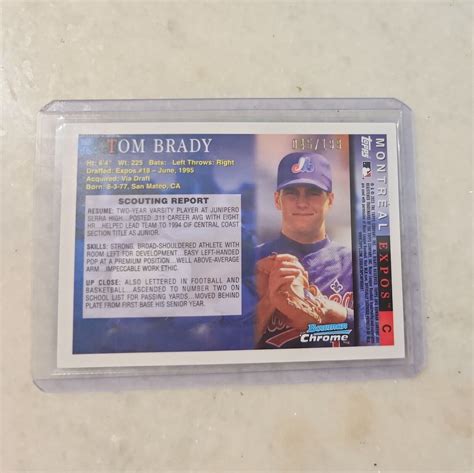 TOM BRADY
Ht: 6'4" Wt: 225 Bats: Left Throws: Right
Drafted: Expos #18 – June, 1995
Acquired: Via Draft
Born: 8-3-77, San Mateo, CA
SCOUTING REPORT
RESUME: TWO-YEAR VARSITY PLAYER AT JUNIPERO
SERRA HIGH...POSTED .311 CAREER AVG WITH EIGHT
HR...HELPED LEAD TEAM TO 1994 CIF CENTRAL COAST
SECTION TITLE AS JUNIOR.
SKILLS: STRONG, BROAD-SHOULDERED ATHLETE WITH
ROOM LEFT FOR DEVELOPMENT...EASY LEFT-HANDED
POP AT A PREMIUM POSITION...WELL ABOVE-AVERAGE
ARM...IMPECCABLE WORK ETHIC.
UP CLOSE: ALSO LETTERED IN FOOTBALL AND
BASKETBALL...ASCENDED TO NUMBER TWO ON
SCHOOL LIST FOR PASSING YARDS...MOVED BEHIND
PLATE FROM FIRST BASE HIS SENIOR YEAR.
Bowman
Chrome
topps
MONTREAL EXPOS™ C